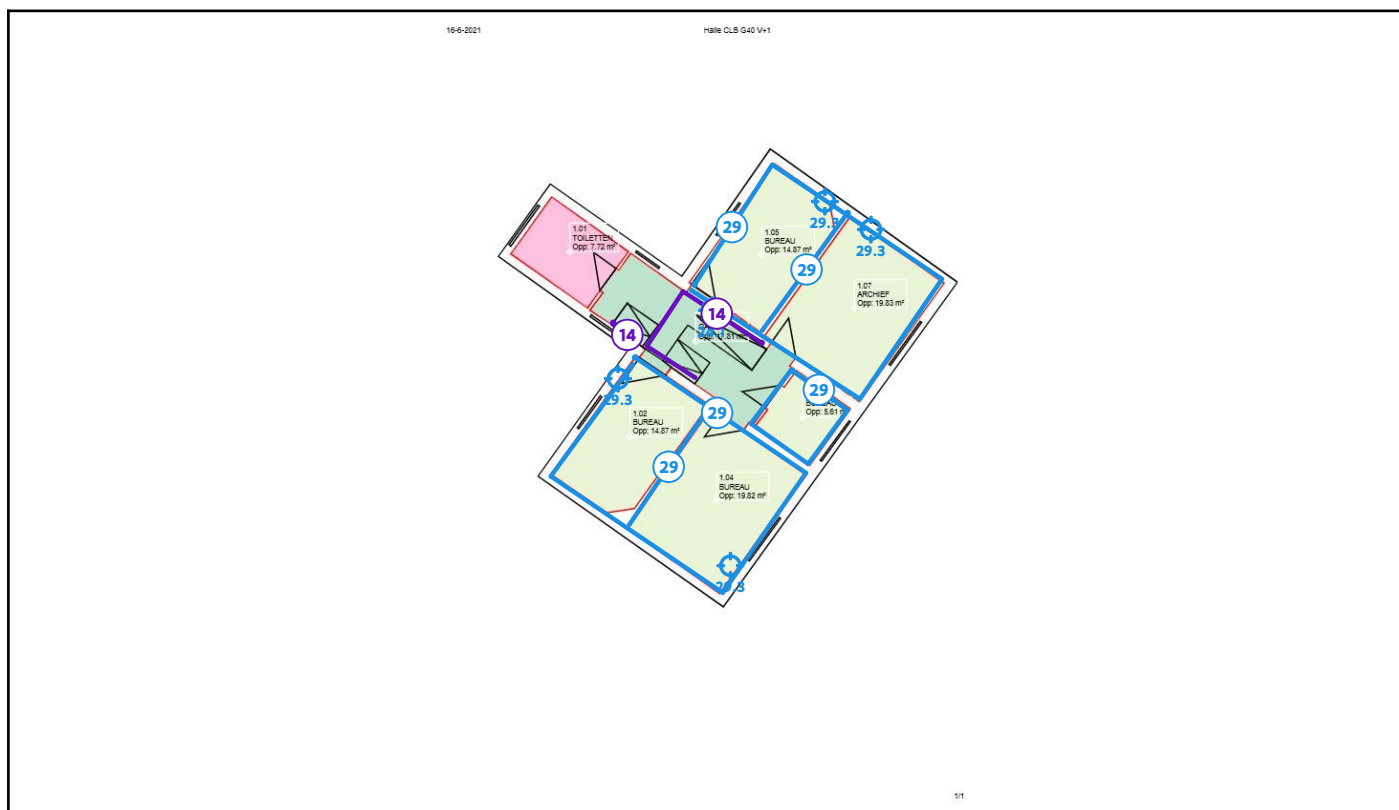 16-6-2021
Halle CLB G40 V+1
1.01
TOILETTEN
Opp: 7.72 m²
1.05
BUREAU
Opp: 14.87 m²
29.3
29.3
29
29
1.07
ARCHIEF
Opp: 19.83 m²
14
14
29.3
29
Opp: 5.61 m
1.02
BUREAU
Opp: 14.87 m²
29
29
1.04
BUREAU
Opp: 19.82 m²
29.3
1/1